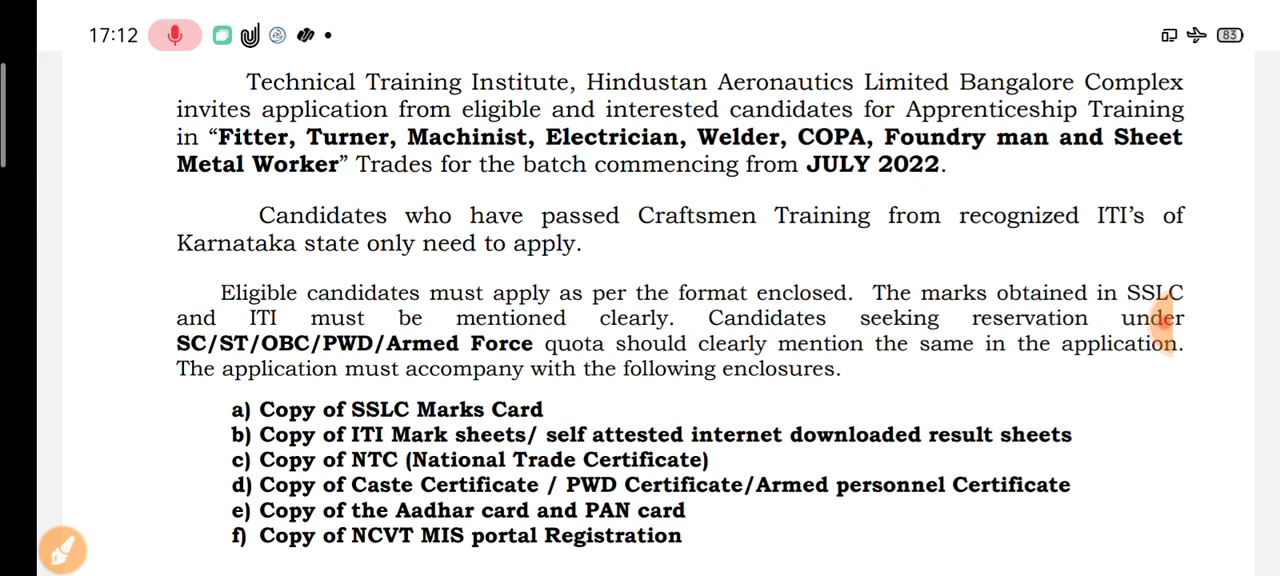 17:12
83
Technical Training Institute, Hindustan Aeronautics Limited Bangalore Complex
invites application from eligible and interested candidates for Apprenticeship Training
in “Fitter, Turner, Machinist, Electrician, Welder, COPA, Foundry man and Sheet
Metal Worker” Trades for the batch commencing from JULY 2022.
Candidates who have passed Craftsmen Training from recognized ITI’s of
Karnataka state only need to apply.
Eligible candidates must apply as per the format enclosed. The marks obtained in SSLC
and ITI must be mentioned clearly. Candidates seeking reservation under
SC/ST/OBC/PWD/Armed Force quota should clearly mention the same in the application.
The application must accompany with the following enclosures.
a) Copy of SSLC Marks Card
b) Copy of ITI Mark sheets/ self attested internet downloaded result sheets
c) Copy of NTC (National Trade Certificate)
d) Copy of Caste Certificate / PWD Certificate/Armed personnel Certificate
e) Copy of the Aadhar card and PAN card
f) Copy of NCVT MIS portal Registration